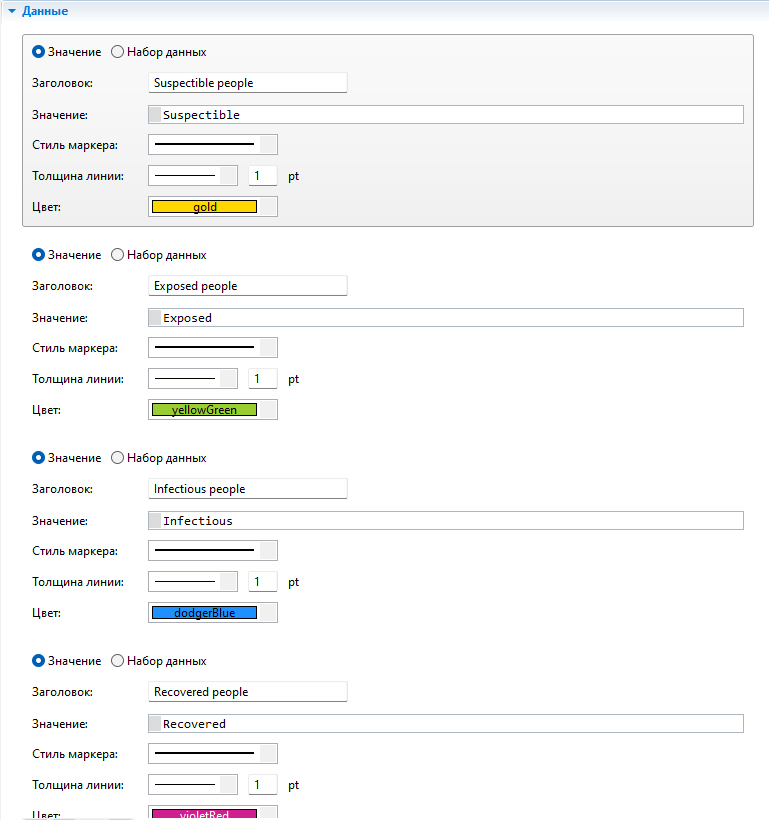 Данные
Значение Набор данных
Заголовок: Suspectible people
Значение: Suspectible
Стиль маркера:
Толщина линии: 1 pt
Цвет: gold
Значение Набор данных
Заголовок: Exposed people
Значение: Exposed
Стиль маркера:
Толщина линии: 1 pt
Цвет: yellowGreen
Значение Набор данных
Заголовок: Infectious people
Значение: Infectious
Стиль маркера:
Толщина линии: 1 pt
Цвет: dodgerBlue
Значение Набор данных
Заголовок: Recovered people
Значение: Recovered
Стиль маркера:
Толщина линии: 1 pt
Цвет: violetRed